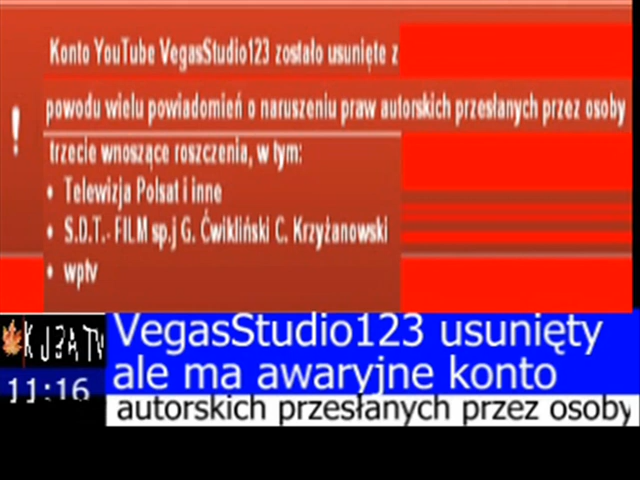 Konto YouTube VegasStudio123 zostało usunięte z
powodu wielu powiadomień o naruszeniu praw autorskich przesłanych przez osoby
trzecie wnoszące roszczenia, w tym:
• Telewizja Polsat i inne
• S.D.T.- FILM sp.j G. Ćwikliński C. Krzyżanowski
• wptv
!
VegasStudio123 usunięty
ale ma awaryjne konto
autorskich przesłanych przez osoby
TV
11:16